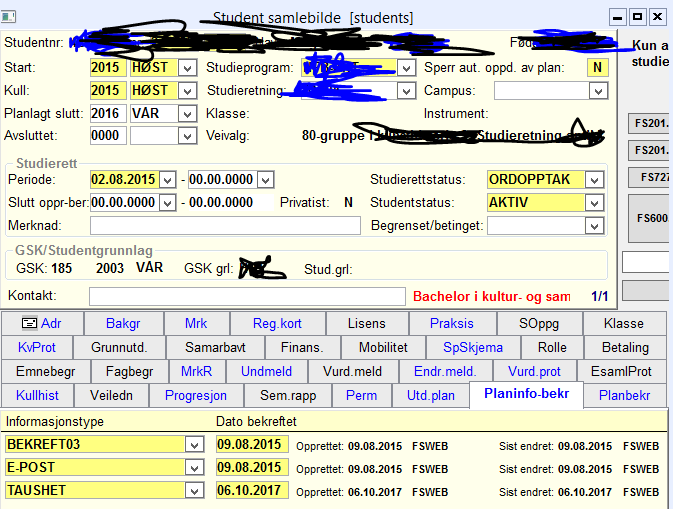 Student samlebilde [students]
Studentnr:
Start: 2015 HØST Studieprogram: Sperr aut. oppd. av plan: N
Kun a
studie
Kull: 2015 HØST Studieretning: Campus:
Planlagt slutt: 2016 VÅR Klasse: Instrument:
Avsluttet: 0000 Veivalg: 80-gruppe i Studieretning
FS201.
FS201.
FS727
FS600
Studierett
Periode: 02.08.2015 - 00.00.0000 Studierettstatus: ORDOPPTAK
Slutt oppr-ber: 00.00.0000 - 00.00.0000 Privatist: N Studentstatus: AKTIV
Merknad: Begrenset/betinget:
GSK/Studentgrunnlag
GSK: 185 2003 VÅR GSK grl: Stud.grl:
Kontakt: Bachelor i kultur- og sam 1/1
Adr Bakgr Mrk Reg.kort Lisens Praksis SOppg Klasse
KvProt Grunnutd. Samarbavt Finans. Mobilitet SpSkjema Rolle Betaling
Emnebegr Fagbegr MrkR Undmeld Vurd.meld Endr.meld. Vurd.prot EsamlProt
Kullhist Veiledn Progresjon Sem.rapp Perm Utd.plan Planinfo-bekr Planbekr
Informasjonstype Dato bekreftet
BEKREFT03 09.08.2015 Opprettet: 09.08.2015 FSWEB Sist endret: 09.08.2015 FSWEB
E-POST 09.08.2015 Opprettet: 09.08.2015 FSWEB Sist endret: 09.08.2015 FSWEB
TAUSHET 06.10.2017 Opprettet: 06.10.2017 FSWEB Sist endret: 06.10.2017 FSWEB